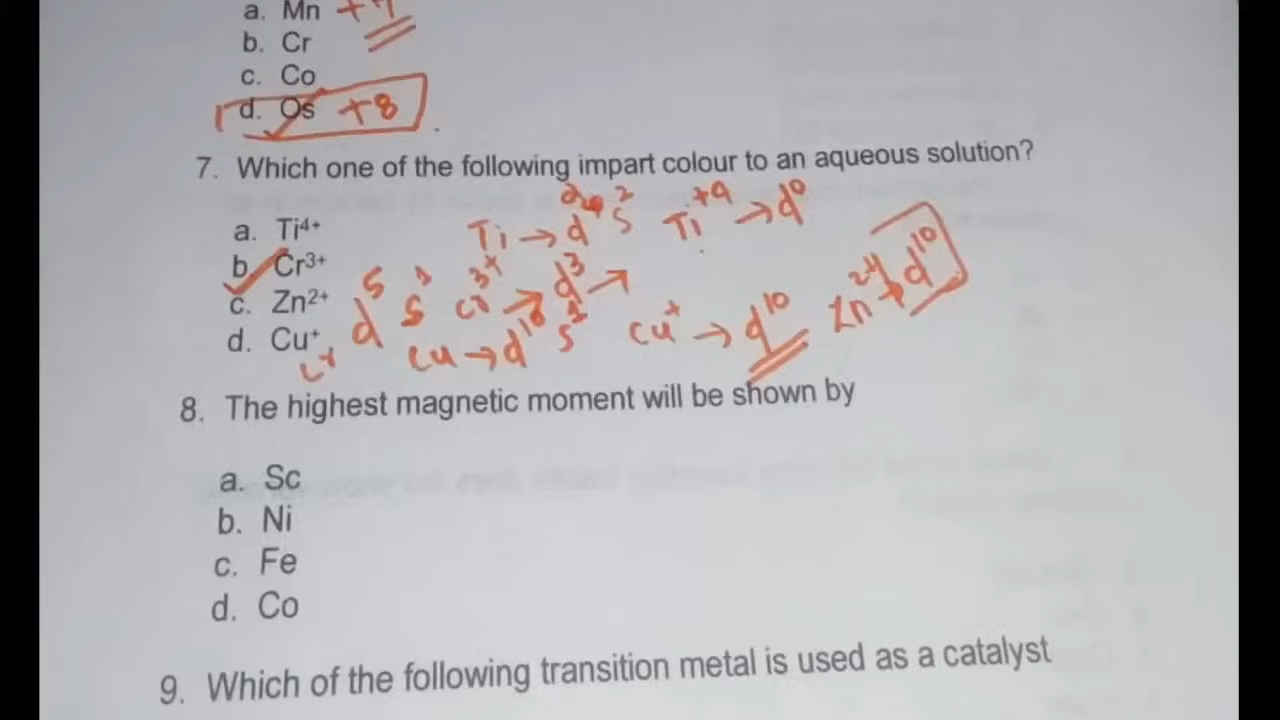 a. Mn +7
b. Cr
c. Co
d. Os +8
7. Which one of the following impart colour to an aqueous solution?
a. Ti⁴⁺ Ti → d² s² Ti⁺⁴ → d⁰
b. Cr³⁺ d⁵ s¹ Cr³⁺ → d³ →
c. Zn²⁺ Zn²⁺ → d¹⁰
d. Cu⁺ Cu → d¹⁰ s¹ Cu⁺ → d¹⁰
8. The highest magnetic moment will be shown by
a. Sc
b. Ni
c. Fe
d. Co
9. Which of the following transition metal is used as a catalyst